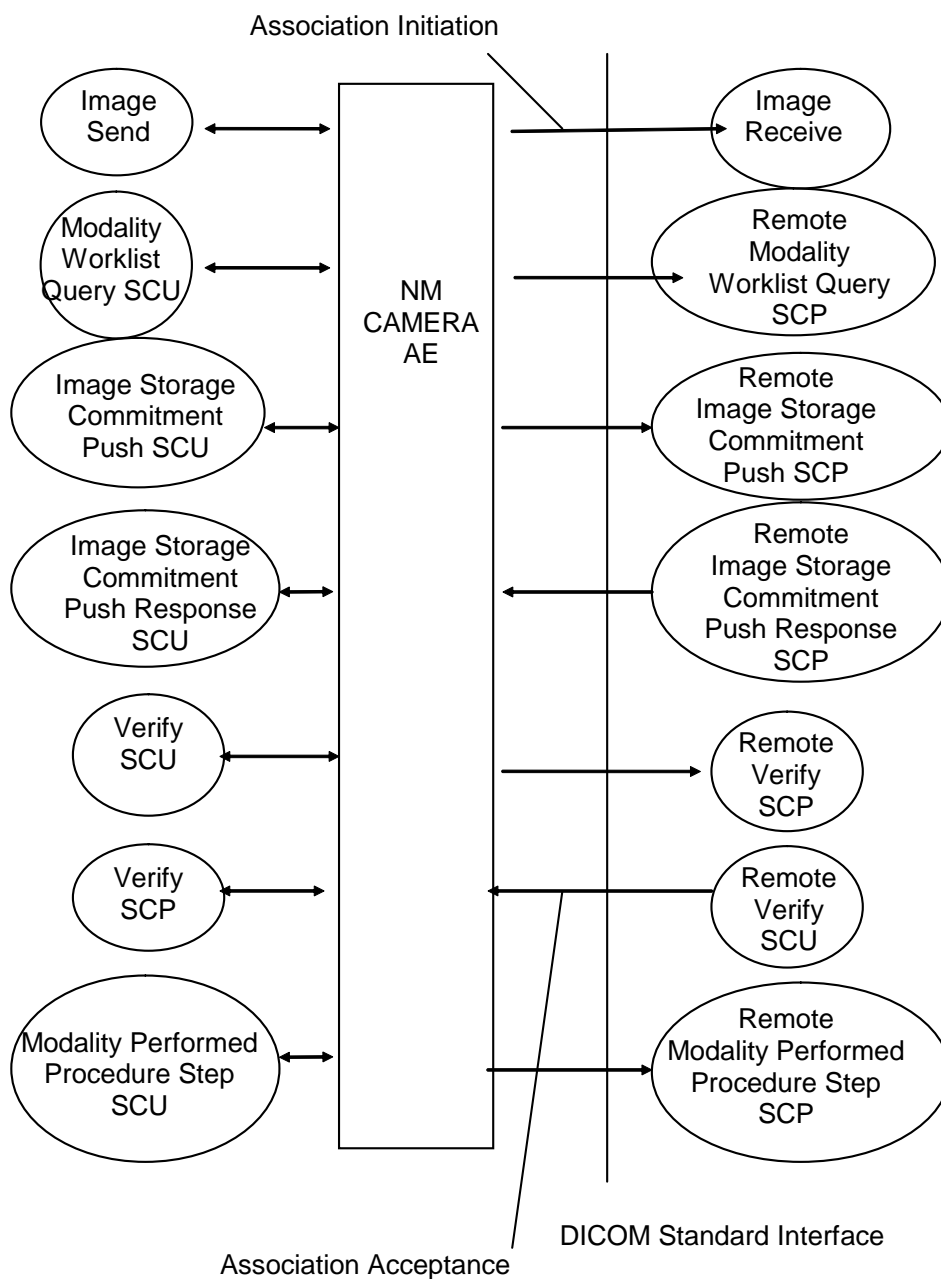 Association Initiation
Image
Send
Image
Receive
Modality
Worklist
Query SCU
Remote
Modality
Worklist Query
SCP
NM
CAMERA
AE
Image Storage
Commitment
Push SCU
Remote
Image Storage
Commitment
Push SCP
Image Storage
Commitment
Push Response
SCU
Remote
Image Storage
Commitment
Push Response
SCP
Verify
SCU
Remote
Verify
SCP
Verify
SCP
Remote
Verify
SCU
Modality Performed
Procedure Step
SCU
Remote
Modality Performed
Procedure Step
SCP
DICOM Standard Interface
Association Acceptance